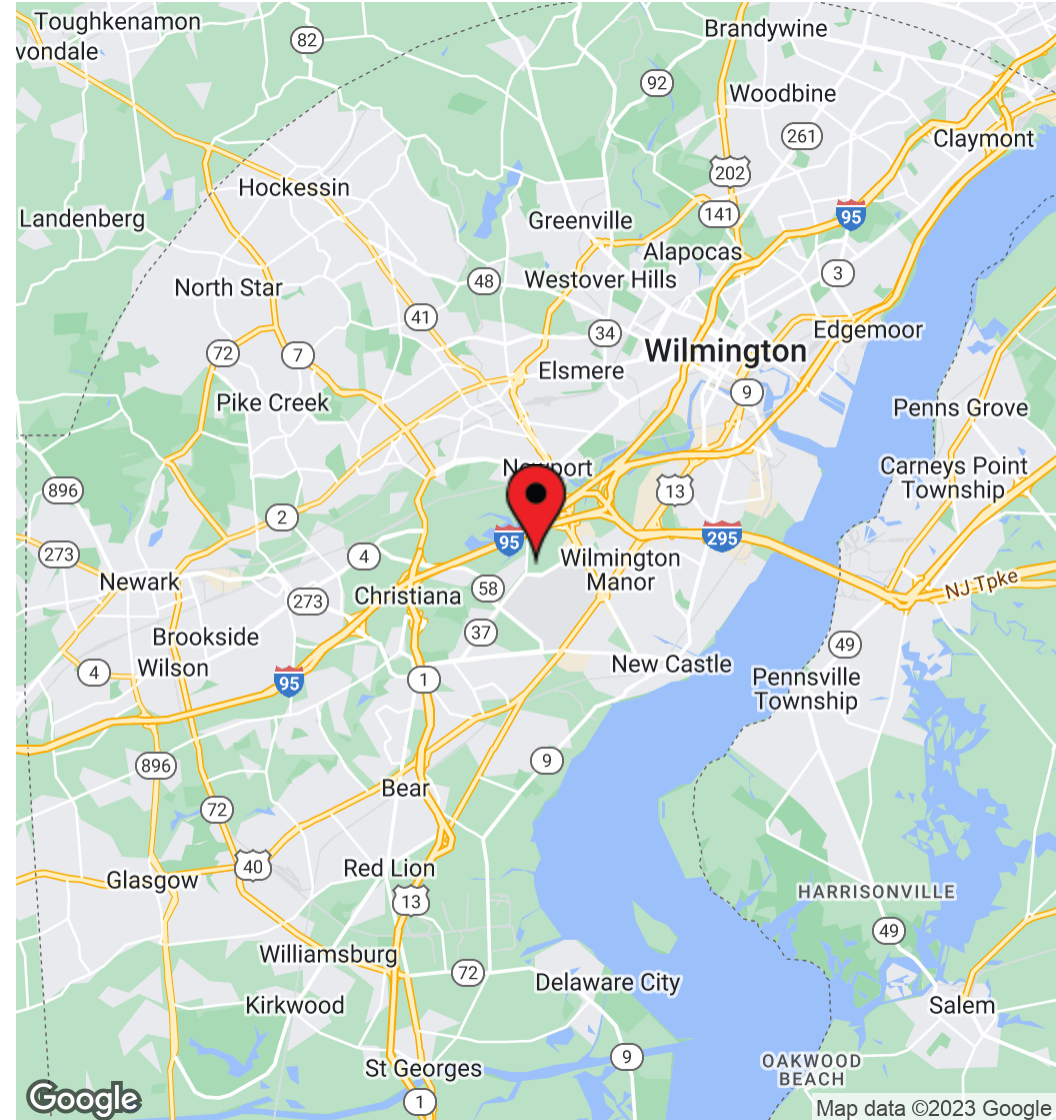 Toughkenamon
vondale
82
Brandywine
92
Woodbine
261
Claymont
202
Hockessin
Landenberg
Greenville
141
95
Alapocas
3
Westover Hills
48
North Star
41
34
Edgemoor
Wilmington
72
7
Elsmere
9
Pike Creek
Penns Grove
Newport
Carneys Point
Township
896
13
2
295
95
273
4
Wilmington
Manor
Newark
NJ Tpke
Christiana
58
273
37
Brookside
49
Wilson
4
New Castle
95
1
Pennsville
Township
9
896
Bear
72
40
Red Lion
Glasgow
13
HARRISONVILLE
49
Williamsburg
72
Delaware City
Kirkwood
Salem
9
St Georges
OAKWOOD
BEACH
1
Google
Map data ©2023 Google